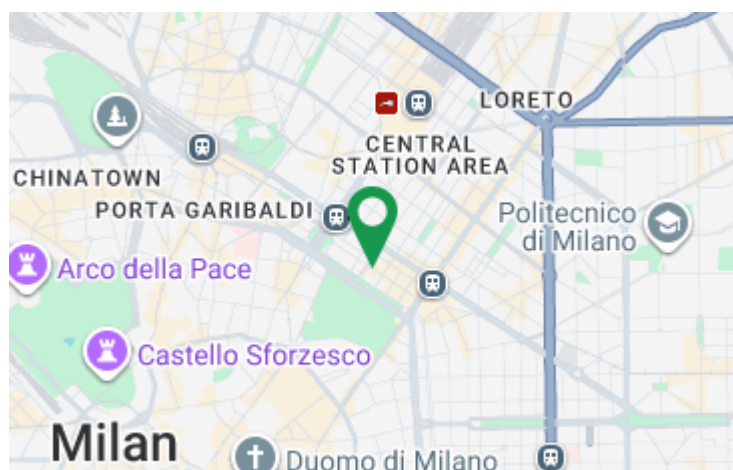 LORETO
CENTRAL
STATION AREA
CHINATOWN
PORTA GARIBALDI
Politecnico
di Milano
Arco della Pace
Castello Sforzesco
Milan
Duomo di Milano